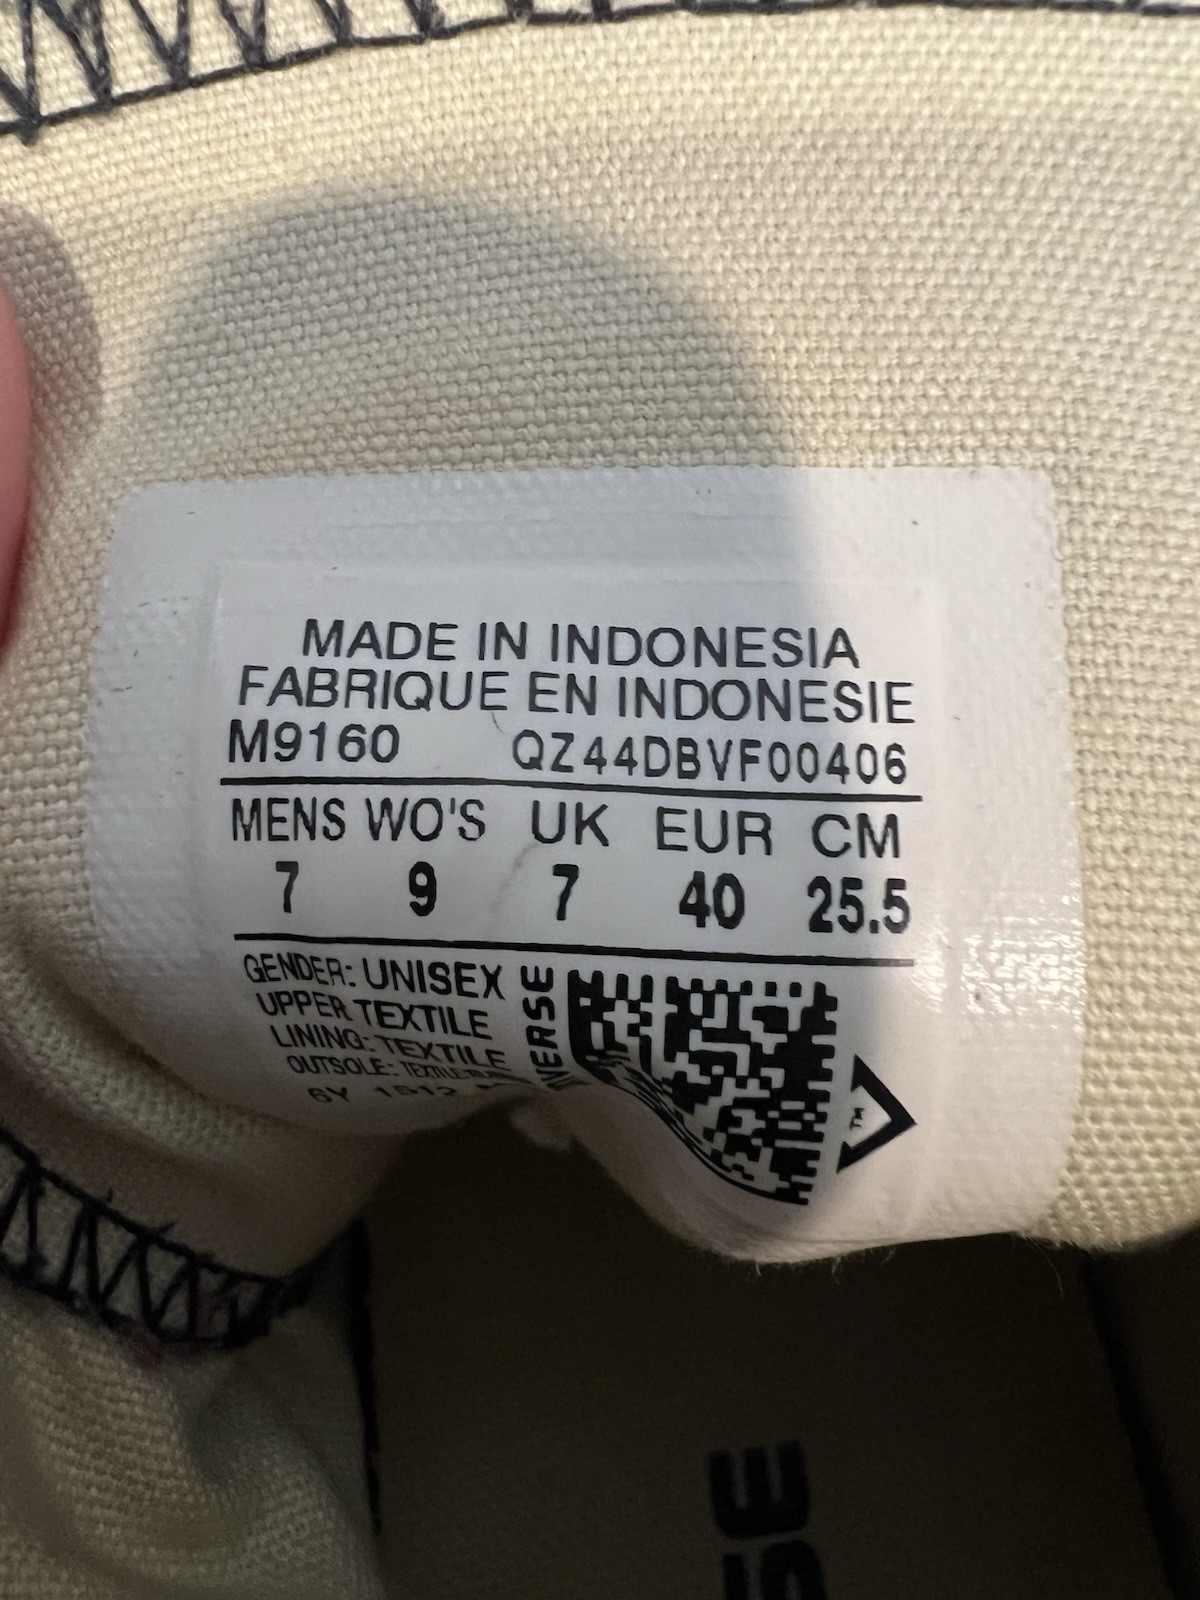 MADE IN INDONESIA
FABRIQUE EN INDONESIE
M9160 QZ44DBVF00406
MENS WO'S UK EUR CM
7 9 7 40 25.5
GENDER: UNISEX
UPPER TEXTILE
LINING: TEXTILE
OUTSOLE: